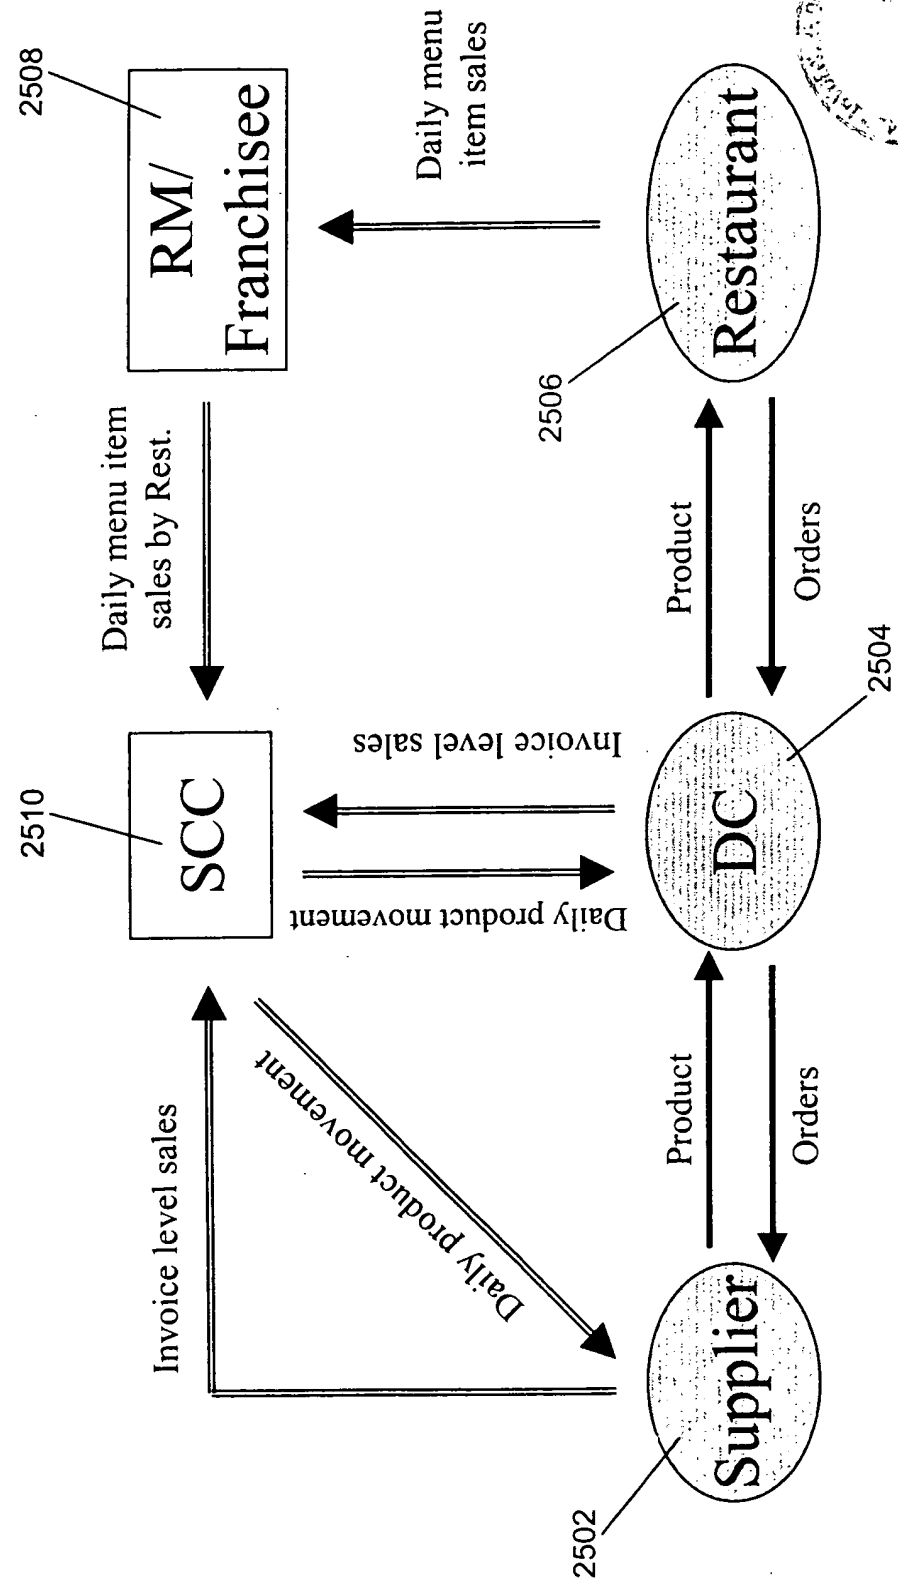 2510
2508
SCC
RM/
Franchisee
Invoice level sales
Daily menu item
sales by Rest.
Daily menu
item sales
Daily product movement
Daily product movement
Invoice level sales
2502
2506
Product
Product
Supplier
DC
Restaurant
Orders
Orders
2504